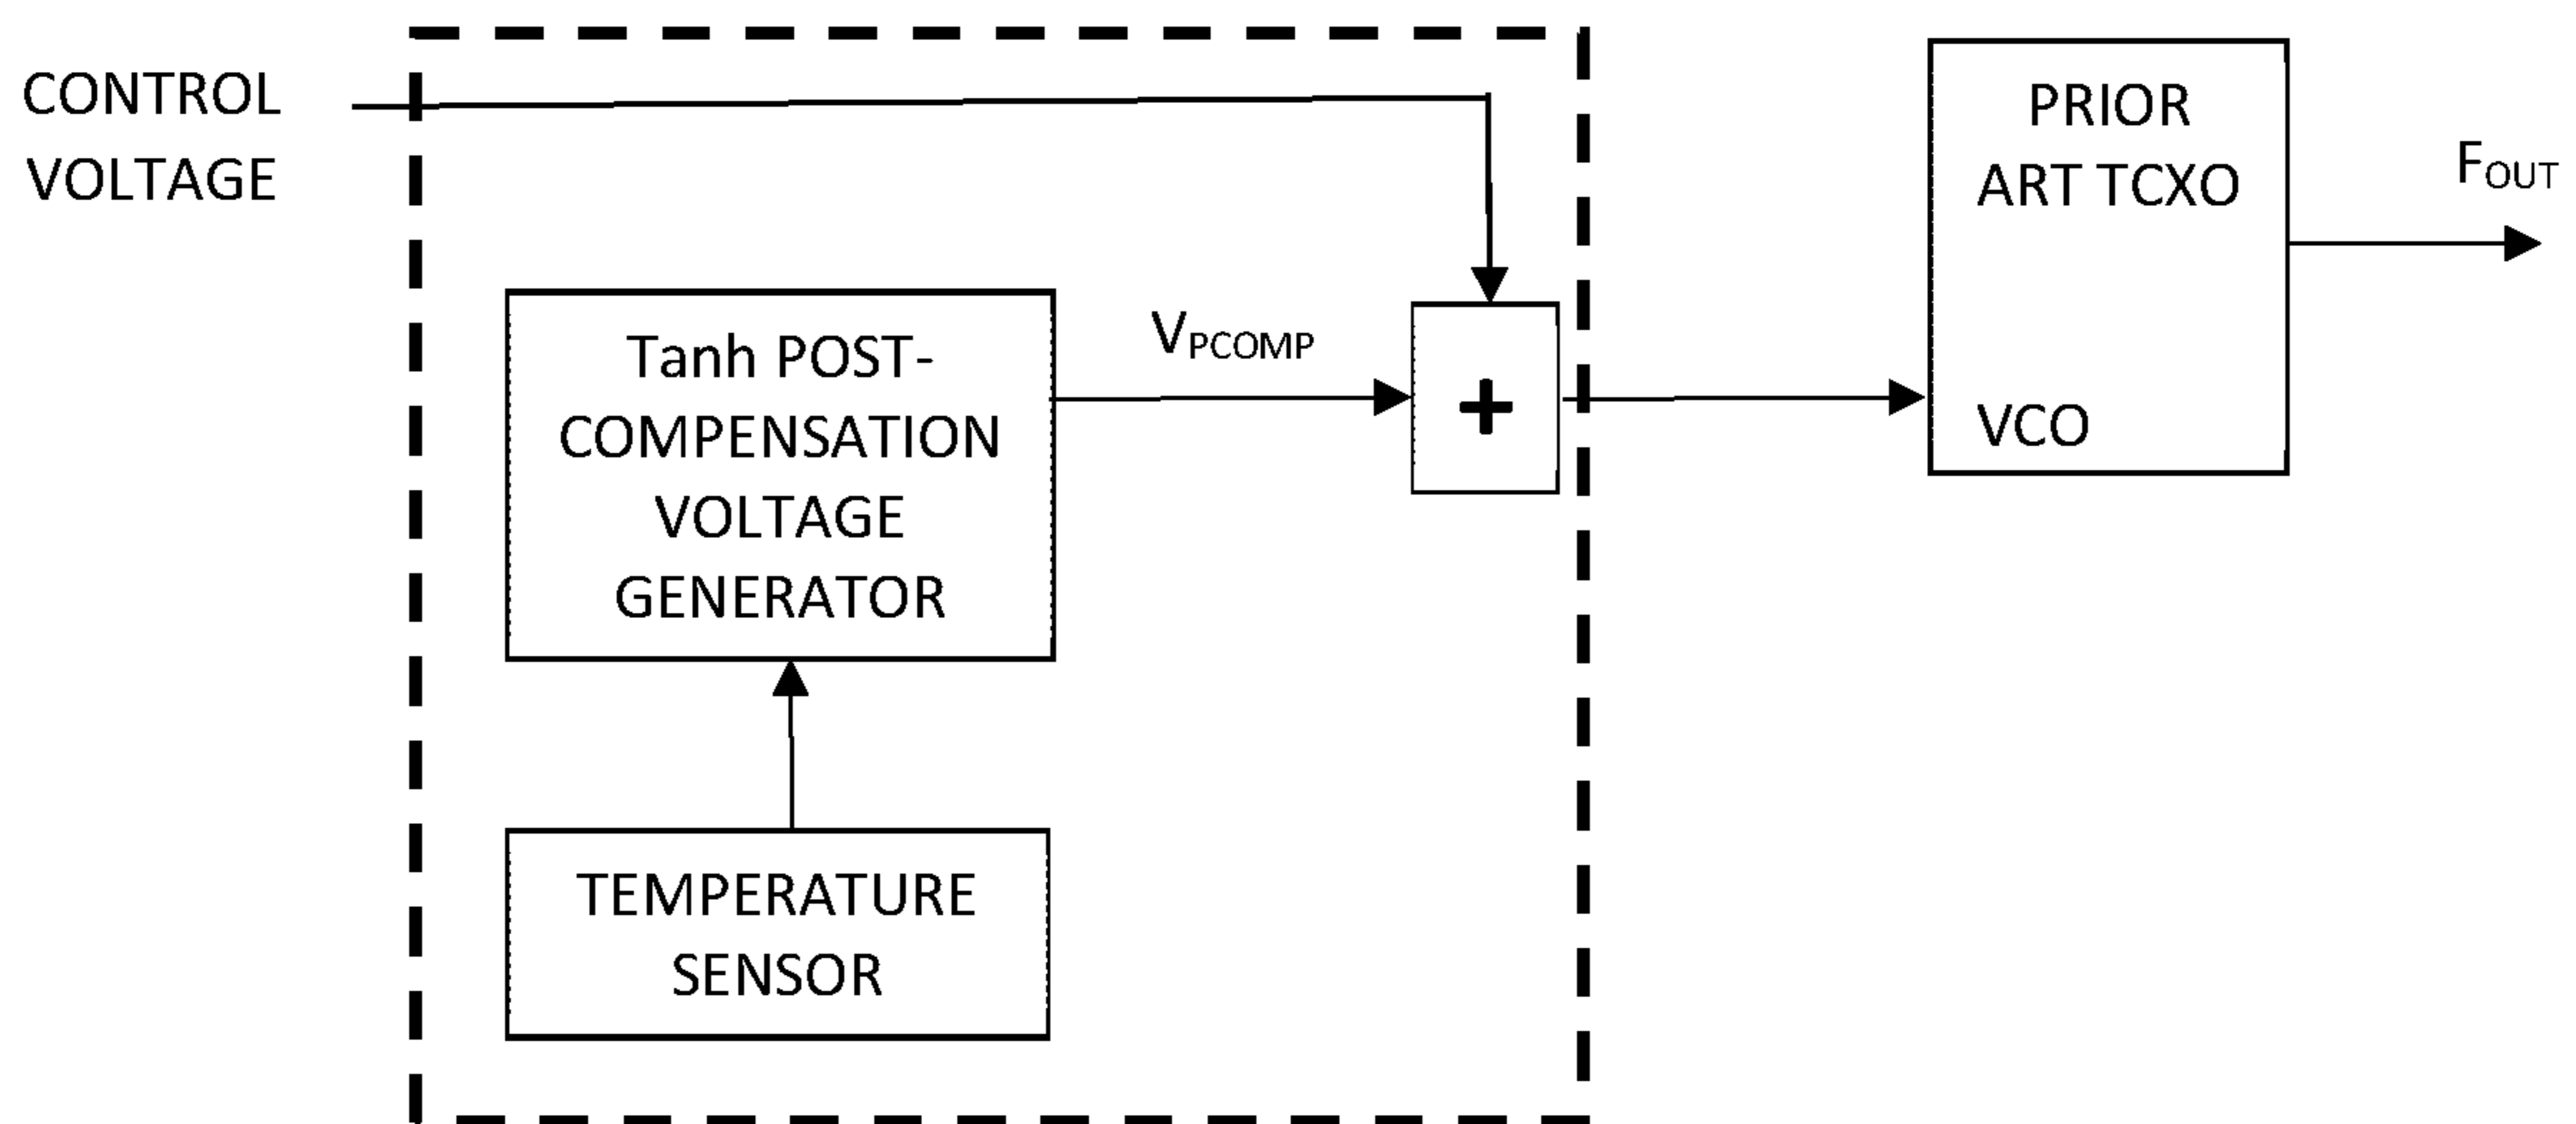 CONTROL
VOLTAGE
Tanh POST-
COMPENSATION
VOLTAGE
GENERATOR
TEMPERATURE
SENSOR
VPCOMP
+
PRIOR
ART TCXO
VCO
FOUT